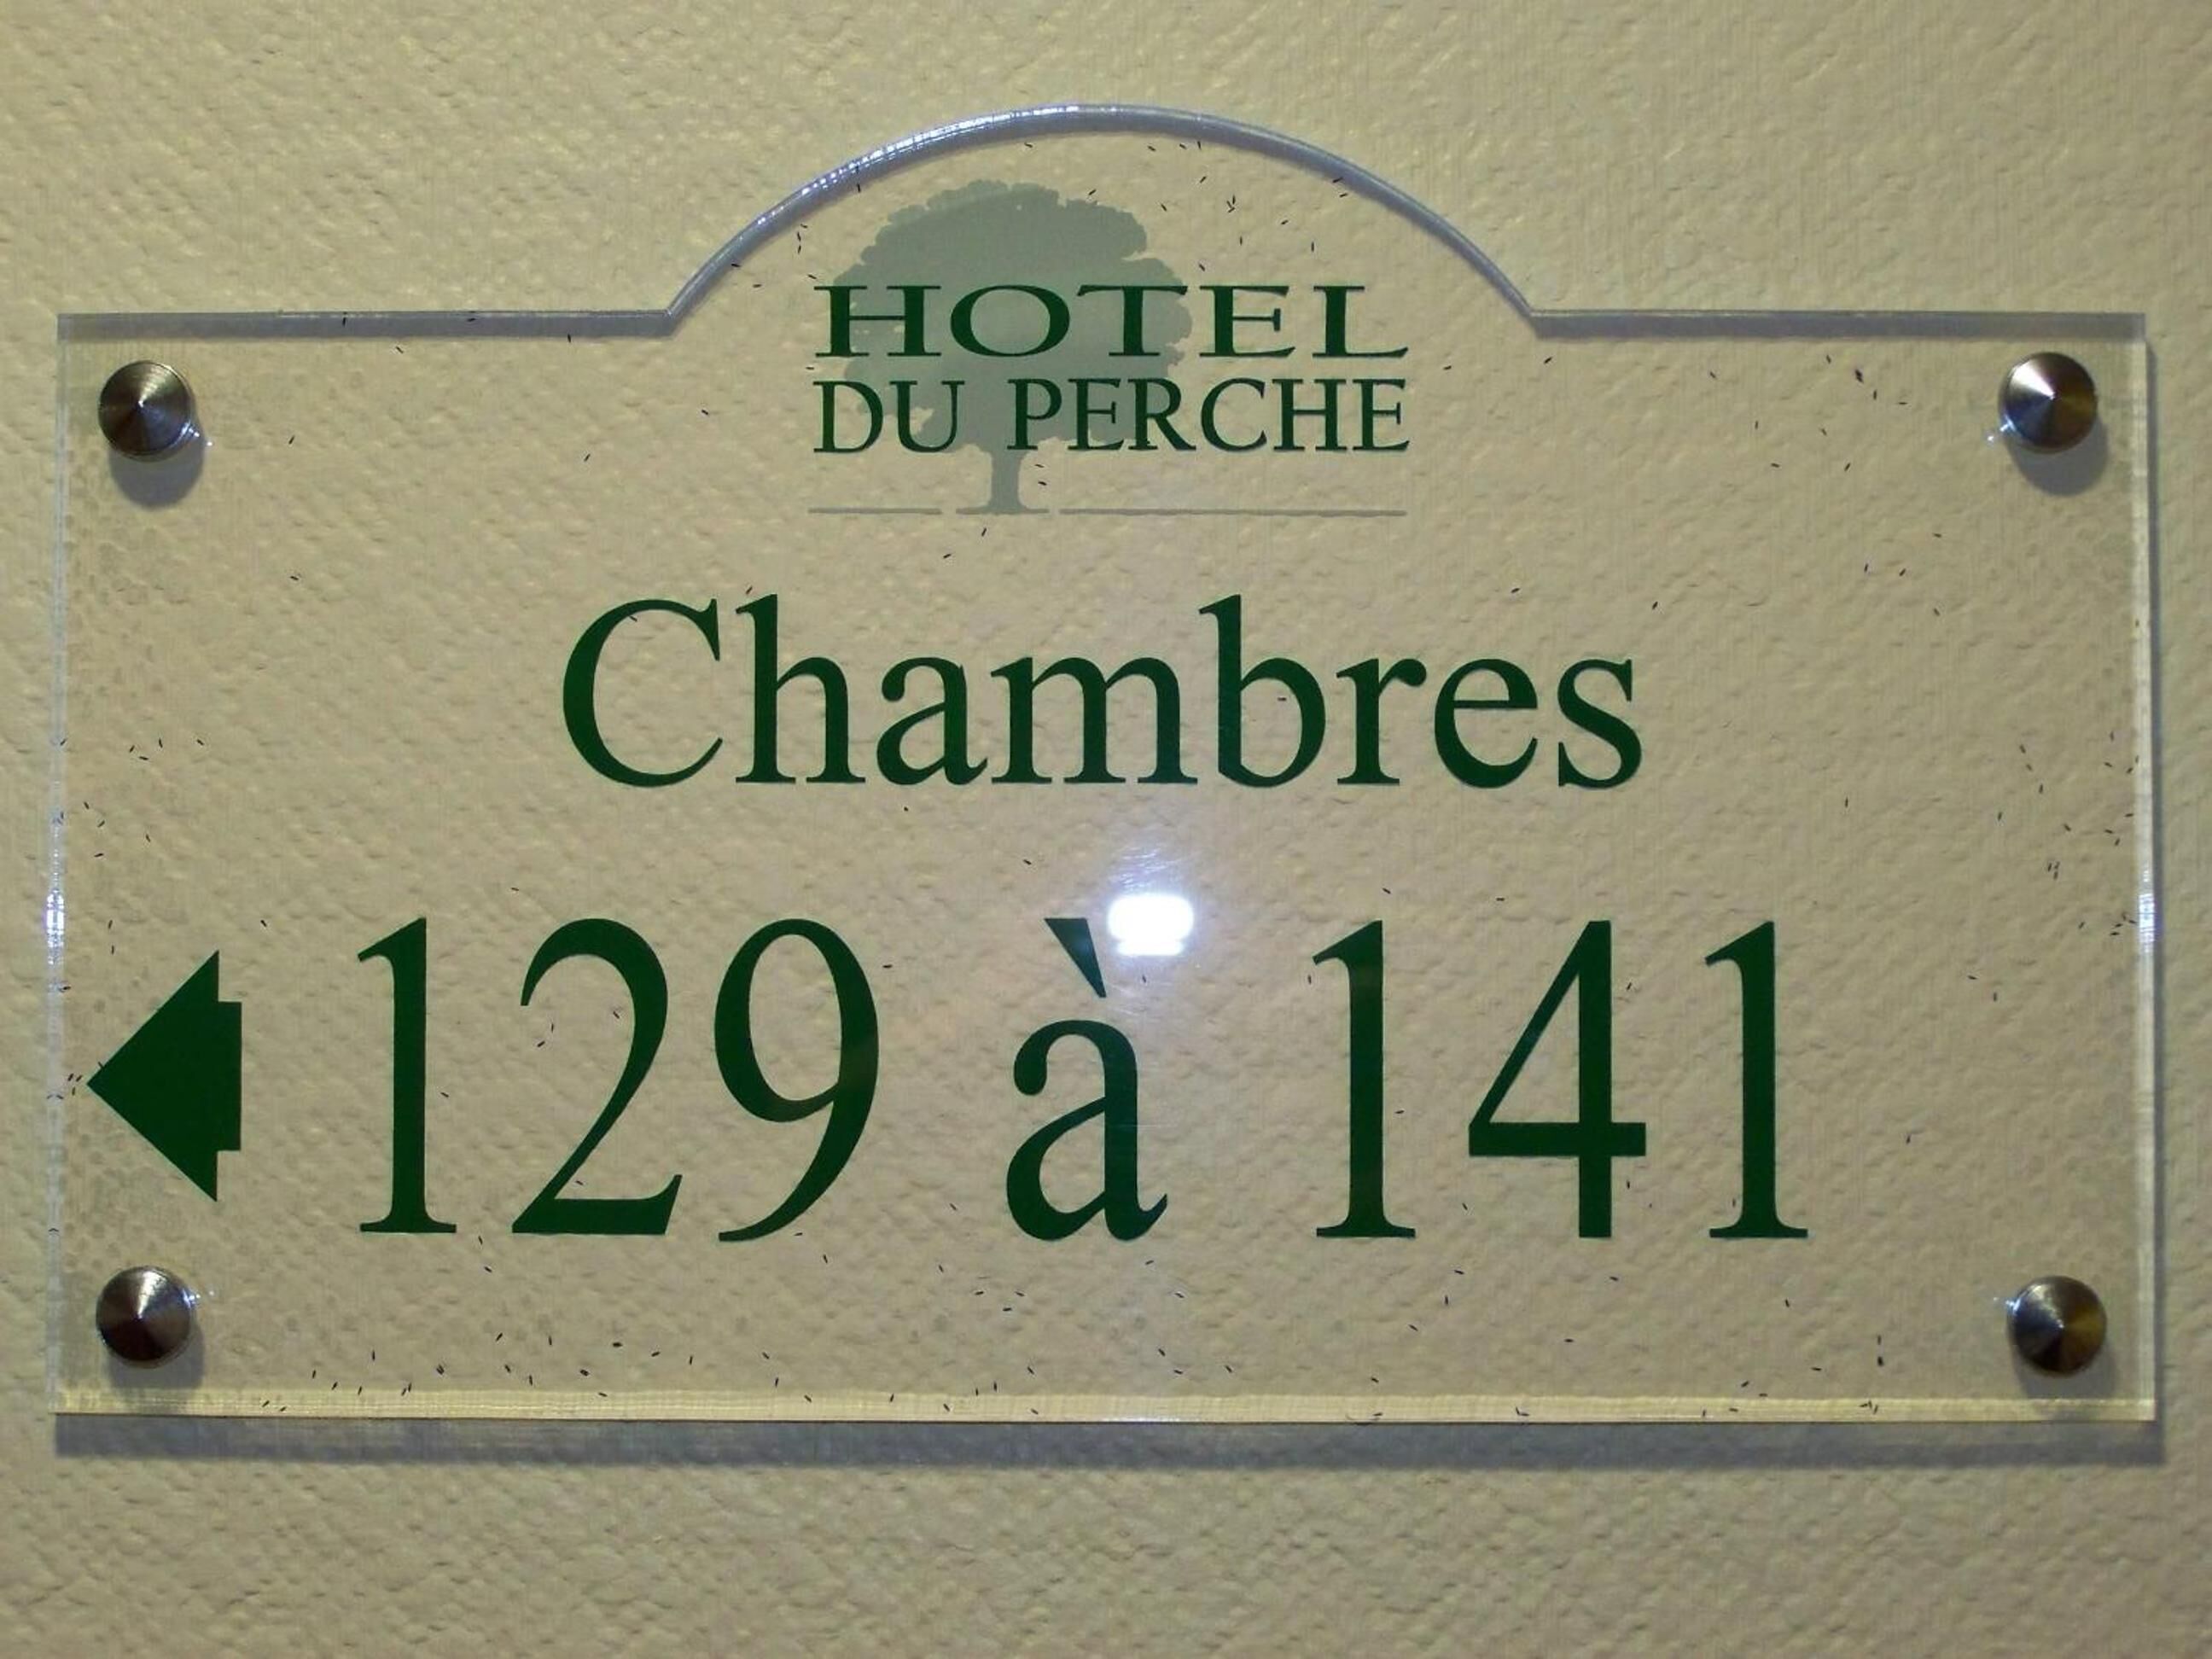 HOTEL
DU PERCHE
Chambres
129 à 141